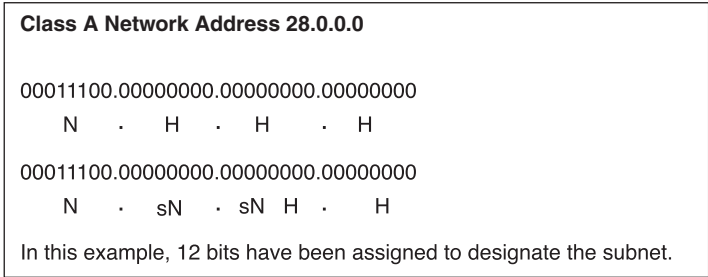 Class A Network Address 28.0.0.0
00011100.00000000.00000000.00000000
N . H . H . H
00011100.00000000.00000000.00000000
N . sN . sN H . H
In this example, 12 bits have been assigned to designate the subnet.